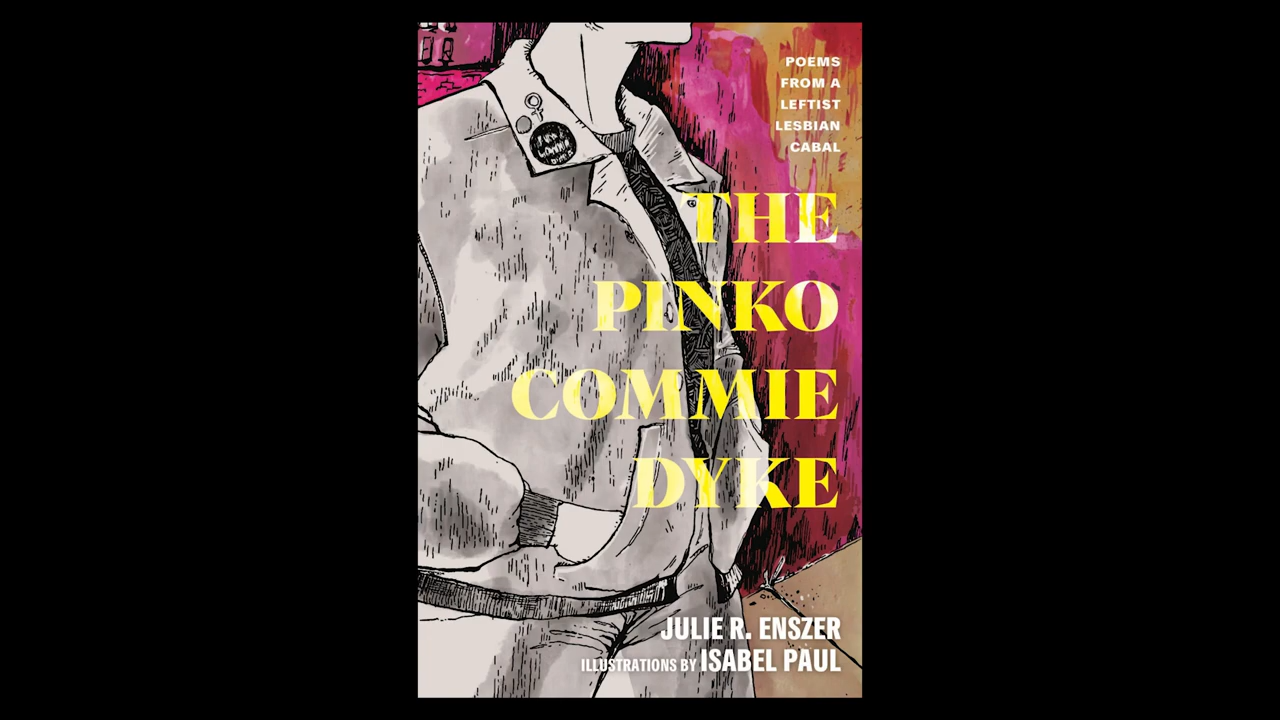 POEMS
FROM A
LEFTIST
LESBIAN
CABAL
THE
PINKO
COMMIE
DYKE
JULIE R. ENSZER
ILLUSTRATIONS BY ISABEL PAUL